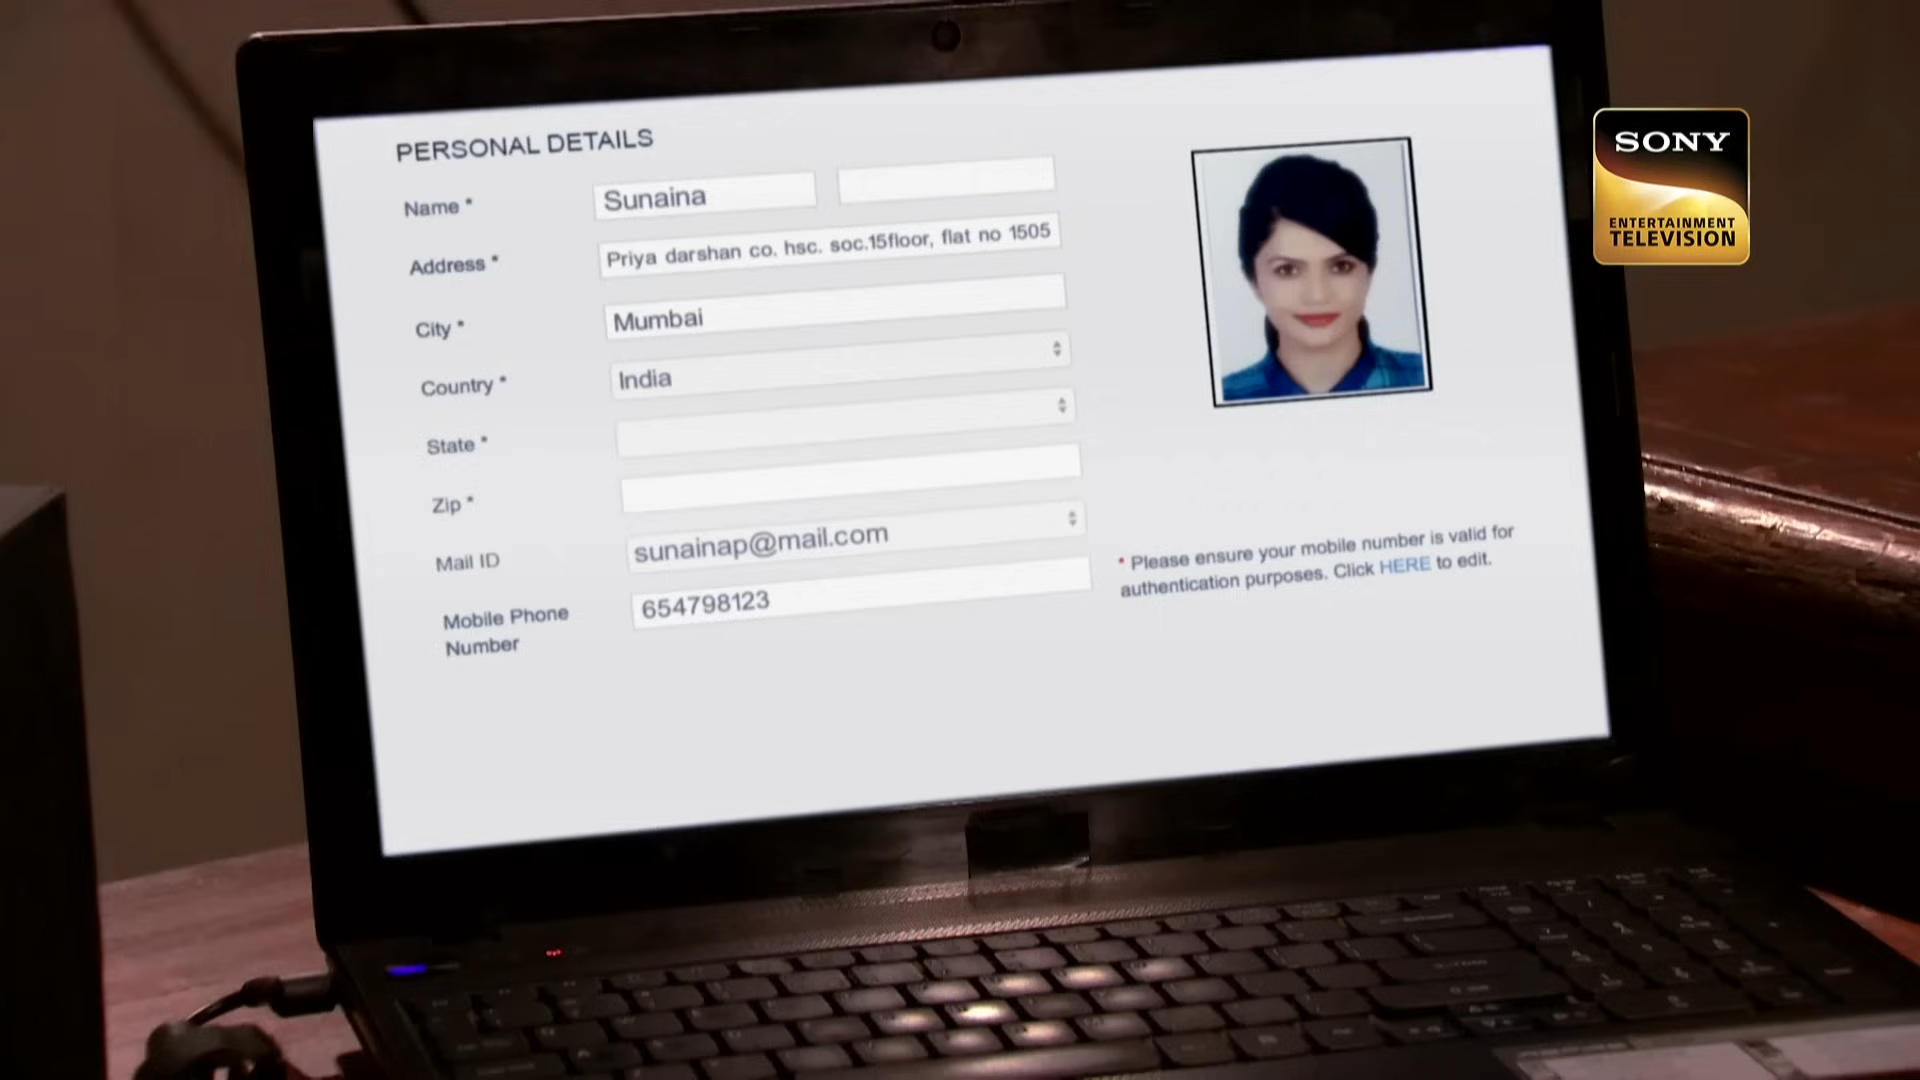 PERSONAL DETAILS
Name * Sunaina
Address * Priya darshan co. hsc. soc.15floor, flat no 1505
City * Mumbai
Country * India
State *
Zip *
Mail ID sunainap@mail.com
Mobile Phone Number 654798123
* Please ensure your mobile number is valid for
authentication purposes. Click HERE to edit.
SONY
ENTERTAINMENT
TELEVISION